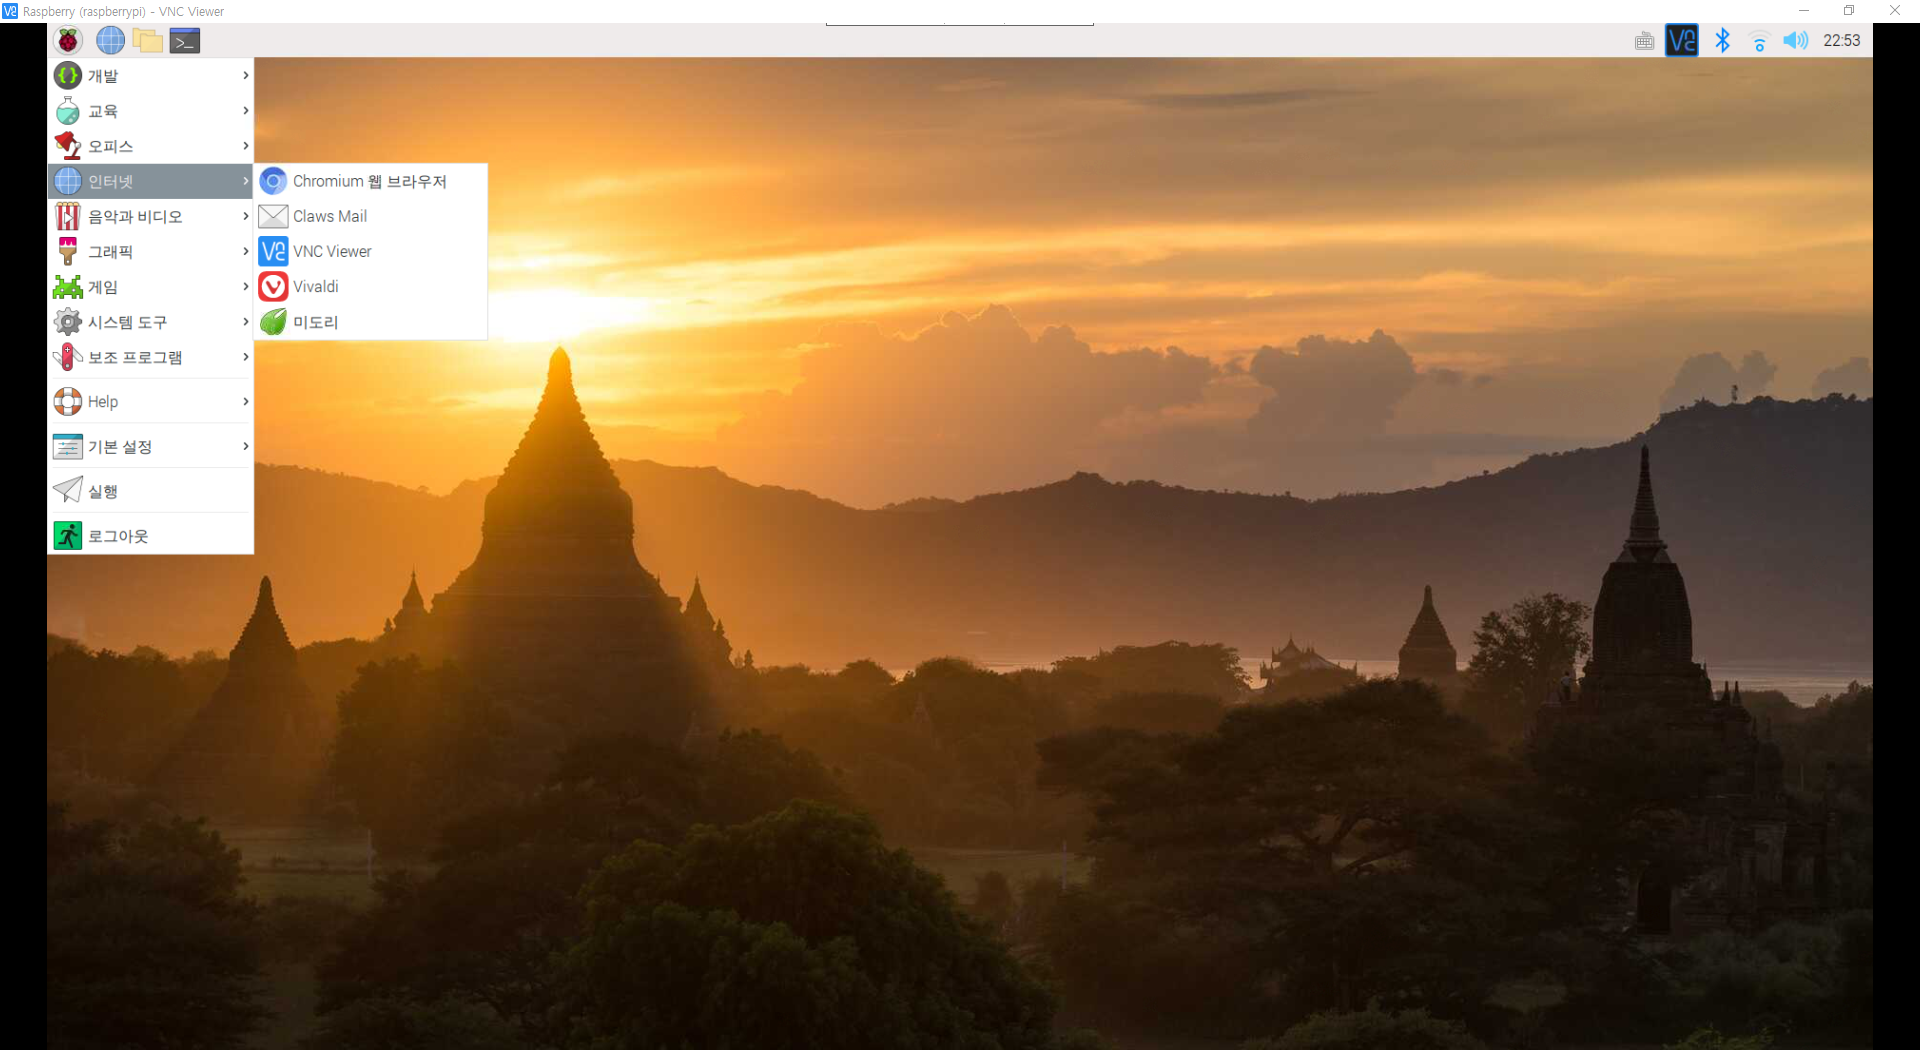 Raspberry (raspberrypi) - VNC Viewer
22:53
개발
교육
오피스
인터넷
음악과 비디오
그래픽
게임
시스템 도구
보조 프로그램
Help
기본 설정
실행
로그아웃
Chromium 웹 브라우저
Claws Mail
VNC Viewer
Vivaldi
미도리